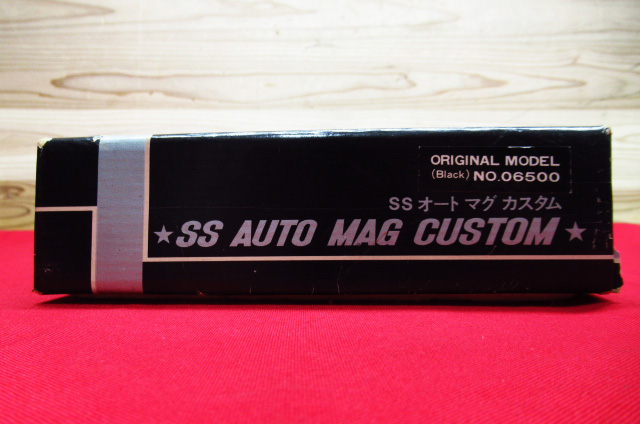 ORIGINAL MODEL
(Black) NO.06500
SS オート マグ カスタム
★SS AUTO MAG CUSTOM★